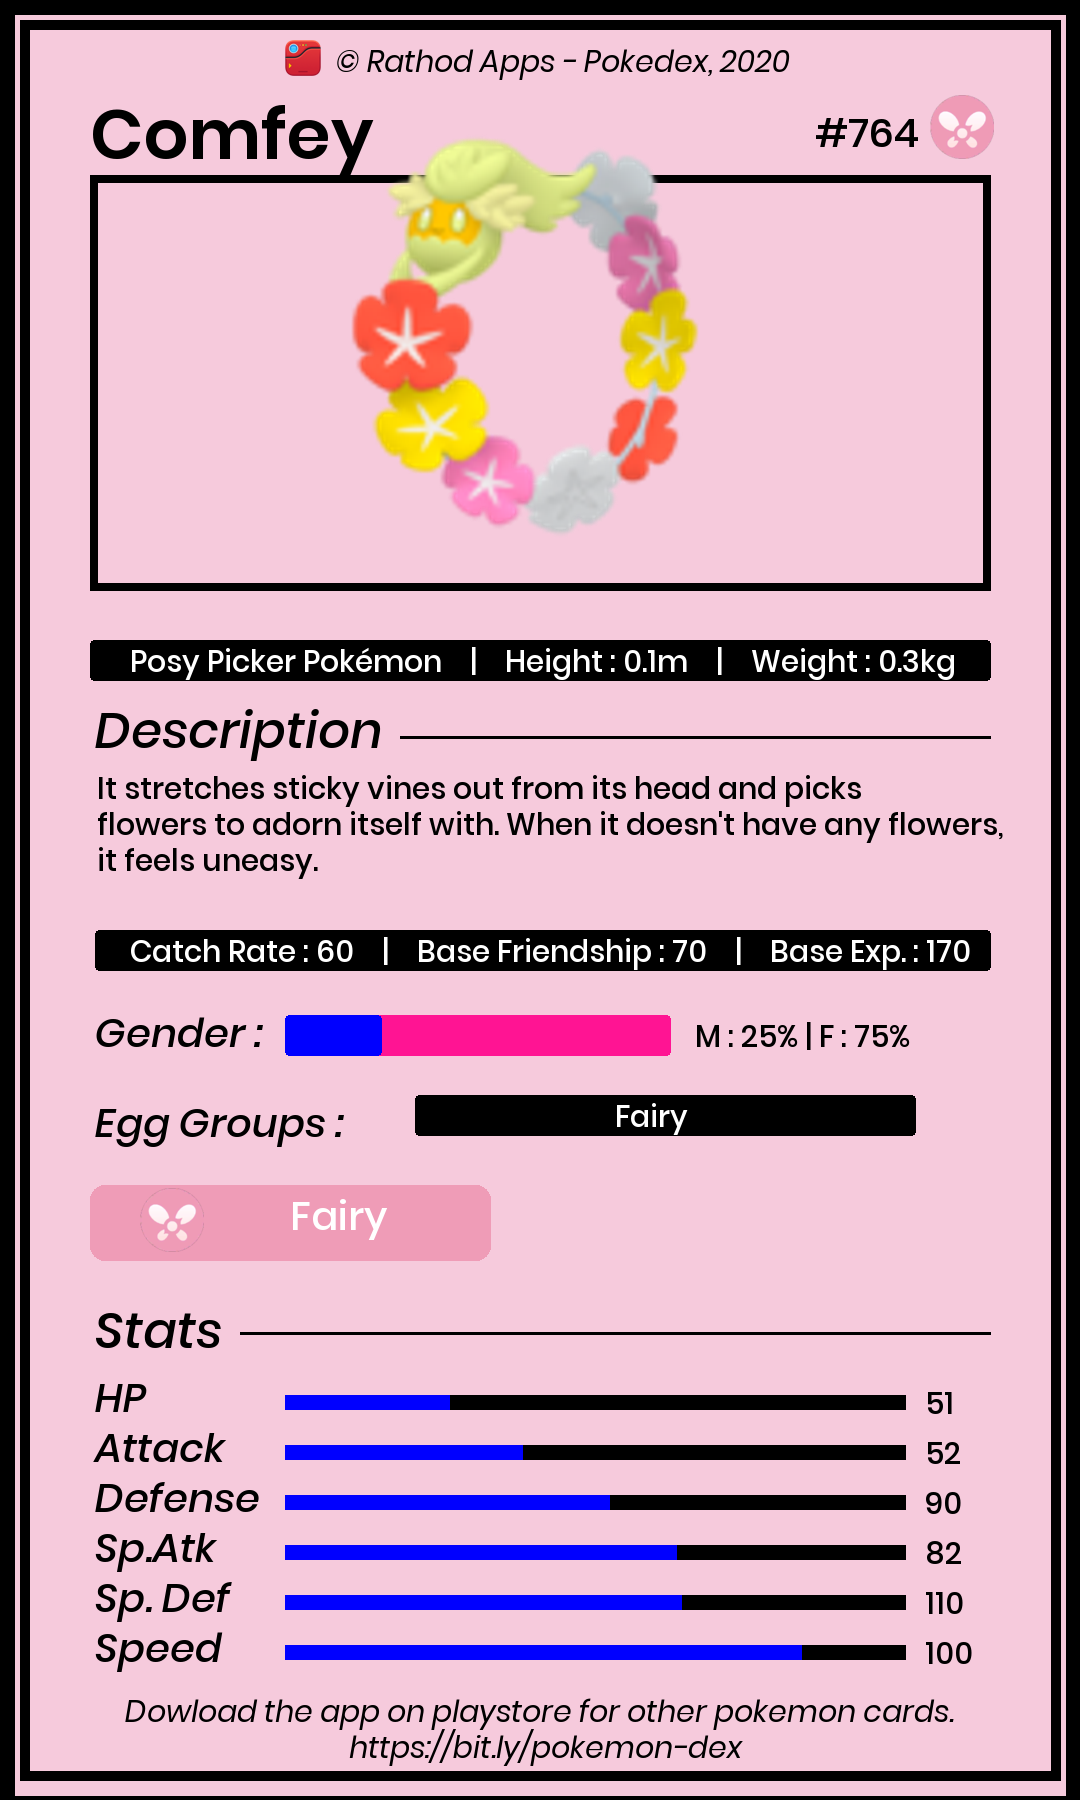 © Rathod Apps - Pokedex, 2020
Comfey
#764
Posy Picker Pokémon | Height : 0.1m | Weight : 0.3kg
Description
It stretches sticky vines out from its head and picks
flowers to adorn itself with. When it doesn't have any flowers,
it feels uneasy.
Catch Rate : 60 | Base Friendship : 70 | Base Exp. : 170
Gender : M : 25% | F : 75%
Egg Groups : Fairy
Fairy
Stats
HP 51
Attack 52
Defense 90
Sp.Atk 82
Sp. Def 110
Speed 100
Dowload the app on playstore for other pokemon cards.
https://bit.ly/pokemon-dex